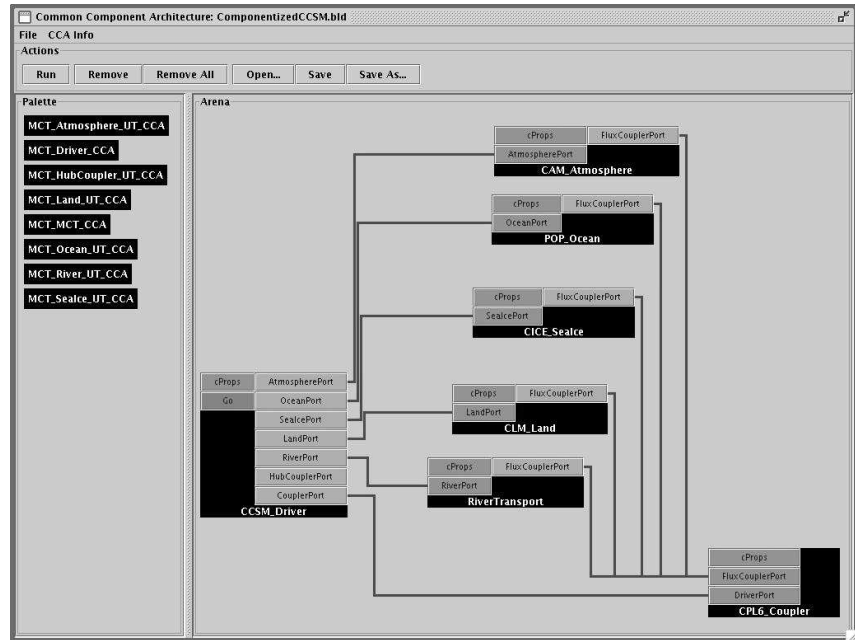 Common Component Architecture: ComponentizedCCSM.bld
File CCA Info
Actions
Run Remove Remove All Open... Save Save As...
Palette
MCT_Atmosphere_UT_CCA
MCT_Driver_CCA
MCT_HubCoupler_UT_CCA
MCT_Land_UT_CCA
MCT_MCT_CCA
MCT_Ocean_UT_CCA
MCT_River_UT_CCA
MCT_SeaIce_UT_CCA
Arena
cProps FluxCouplerPort
AtmospherePort
CAM_Atmosphere
cProps FluxCouplerPort
OceanPort
POP_Ocean
cProps FluxCouplerPort
SeaIcePort
CICE_SeaIce
cProps AtmospherePort
Go OceanPort
SeaIcePort
LandPort
RiverPort
HubCouplerPort
CouplerPort
CCSM_Driver
cProps FluxCouplerPort
LandPort
CLM_Land
cProps FluxCouplerPort
RiverPort
RiverTransport
cProps
FluxCouplerPort
DriverPort
CPL6_Coupler